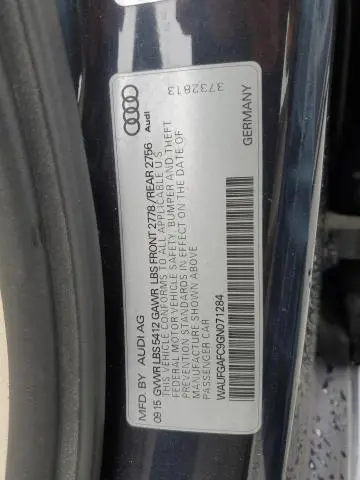 3732813
Audi
MFD. BY AUDI AG
09.15 GVWR LBS 5412 GAWR LBS FRONT 2778 /REAR 2756
THIS VEHICLE CONFORMS TO ALL APPLICABLE U.S.
FEDERAL MOTOR VEHICLE SAFETY, BUMPER AND THEFT
PREVENTION STANDARDS IN EFFECT ON THE DATE OF
MANUFACTURE SHOWN ABOVE
PASSENGER CAR
WAUFGAFC9GN071284
GERMANY